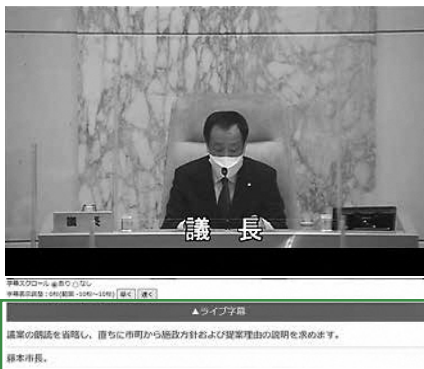 議長
議長
字幕スクロール ◉あり ○なし
字幕表示調整:0秒(範囲 -10秒~10秒) 早く 遅く
▲ライブ字幕
議案の朗読を省略し、直ちに市町から施政方針および提案理由の説明を求めます。
藤本市長。